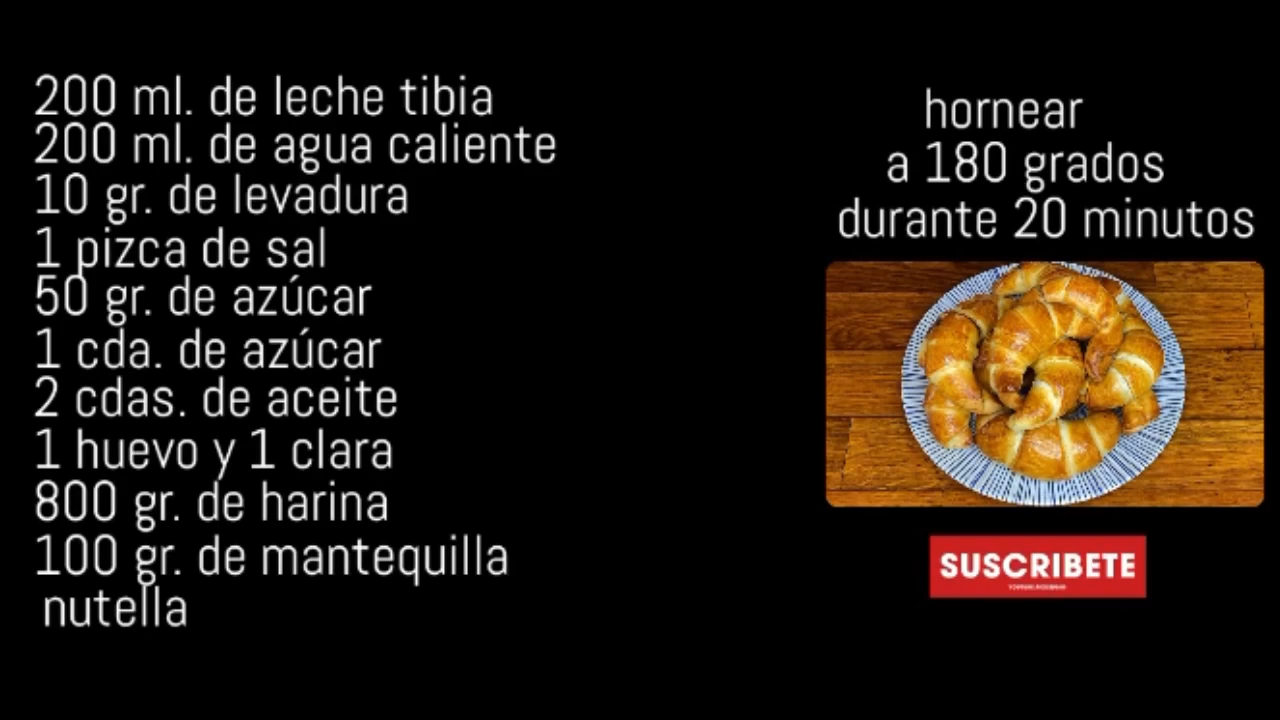 200 ml. de leche tibia
200 ml. de agua caliente
10 gr. de levadura
1 pizca de sal
50 gr. de azúcar
1 cda. de azúcar
2 cdas. de aceite
1 huevo y 1 clara
800 gr. de harina
100 gr. de mantequilla
nutella
hornear
a 180 grados
durante 20 minutos
SUSCRIBETE